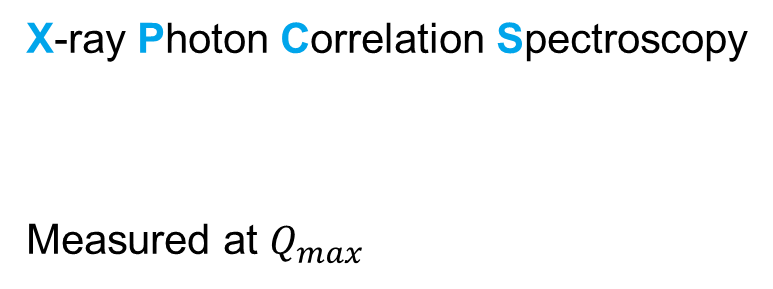 X-ray Photon Correlation Spectroscopy
Measured at Qmax